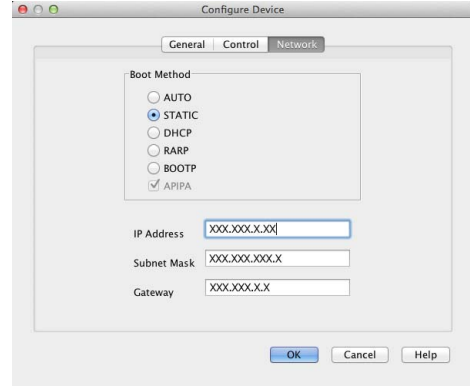 Configure Device
General Control Network
Boot Method
AUTO
STATIC
DHCP
RARP
BOOTP
APIPA
IP Address XXX.XXX.X.XX
Subnet Mask XXX.XXX.XXX.X
Gateway XXX.XXX.X.X
OK Cancel Help